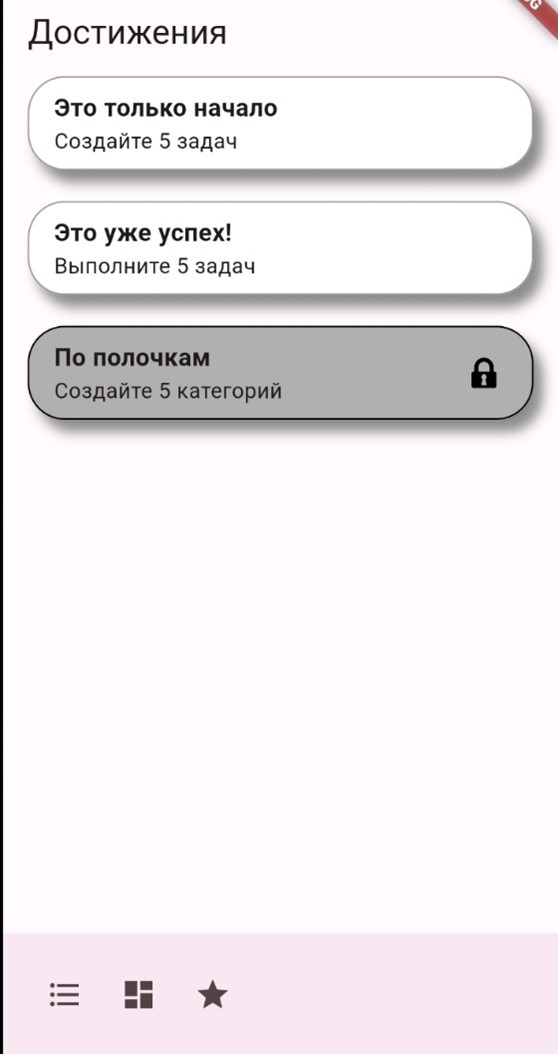 Достижения
Это только начало
Создайте 5 задач
Это уже успех!
Выполните 5 задач
По полочкам
Создайте 5 категорий